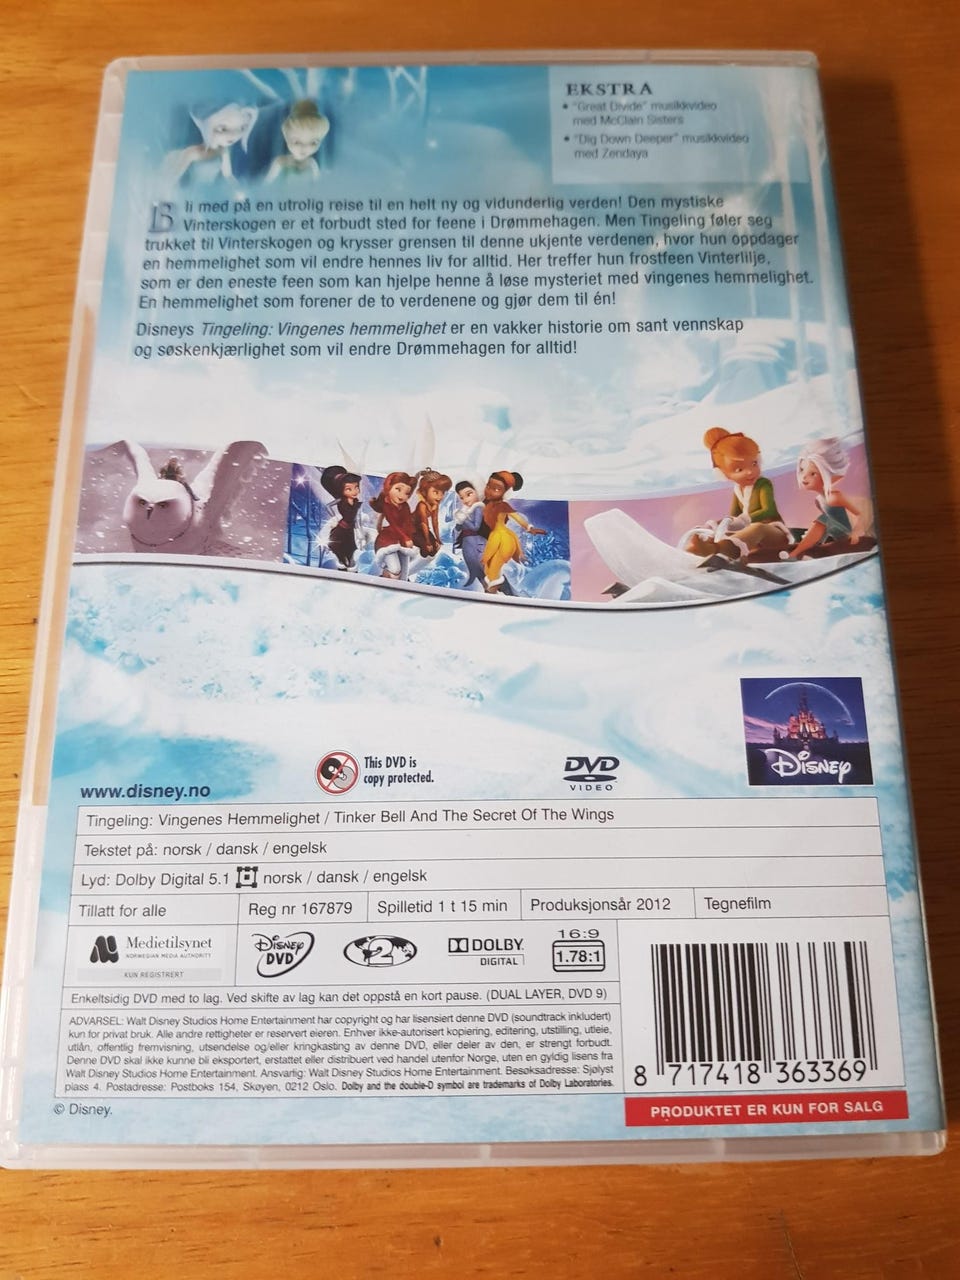 EKSTRA
• "Great Divide" musikkvideo
med McClain Sisters
• "Dig Down Deeper" musikkvideo
med Zendaya
Bli med på en utrolig reise til en helt ny og vidunderlig verden! Den mystiske
Vinterskogen er et forbudt sted for feene i Drømmehagen. Men Tingeling føler seg
trukket til Vinterskogen og krysser grensen til denne ukjente verdenen, hvor hun oppdager
en hemmelighet som vil endre hennes liv for alltid. Her treffer hun frostfeen Vinterlilje,
som er den eneste feen som kan hjelpe henne å løse mysteriet med vingenes hemmelighet.
En hemmelighet som forener de to verdenene og gjør dem til én!
Disneys Tingeling: Vingenes hemmelighet er en vakker historie om sant vennskap
og søskenkjærlighet som vil endre Drømmehagen for alltid!
Disney
www.disney.no
This DVD is
copy protected.
DVD
VIDEO
Tingeling: Vingenes Hemmelighet / Tinker Bell And The Secret Of The Wings
Tekstet på: norsk / dansk / engelsk
Lyd: Dolby Digital 5.1 norsk / dansk / engelsk
Tillatt for alle
Reg nr 167879
Spilletid 1 t 15 min
Produksjonsår 2012
Tegnefilm
Medietilsynet
NORWEGIAN MEDIA AUTHORITY
KUN REGISTRERT
Disney
DVD
2
DOLBY
DIGITAL
16:9
1.78:1
Enkeltsidig DVD med to lag. Ved skifte av lag kan det oppstå en kort pause. (DUAL LAYER, DVD 9)
ADVARSEL: Walt Disney Studios Home Entertainment har copyright og har lisensiert denne DVD (soundtrack inkludert)
kun for privat bruk. Alle andre rettigheter er reservert eieren. Enhver ikke-autorisert kopiering, editering, utstilling, utleie,
utlån, offentlig fremvisning, utsendelse og/eller kringkasting av denne DVD, eller deler av den, er strengt forbudt.
Denne DVD skal ikke kunne bli eksportert, erstattet eller distribuert ved handel utenfor Norge, uten en gyldig lisens fra
Walt Disney Studios Home Entertainment. Ansvarlig: Walt Disney Studios Home Entertainment. Besøksadresse: Sjølyst
plass 4. Postadresse: Postboks 154, Skøyen, 0212 Oslo. Dolby and the double-D symbol are trademarks of Dolby Laboratories.
8 717418 363369
PRODUKTET ER KUN FOR SALG
© Disney.